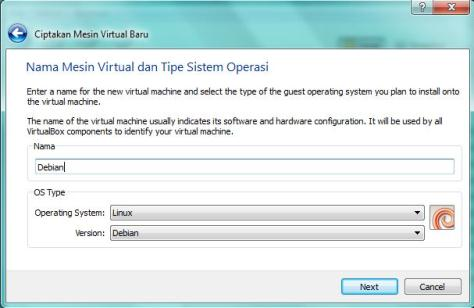 Ciptakan Mesin Virtual Baru
Nama Mesin Virtual dan Tipe Sistem Operasi
Enter a name for the new virtual machine and select the type of the guest operating system you plan to install onto
the virtual machine.
The name of the virtual machine usually indicates its software and hardware configuration. It will be used by all
VirtualBox components to identify your virtual machine.
Nama
Debian
OS Type
Operating System: Linux
Version: Debian
Next Cancel